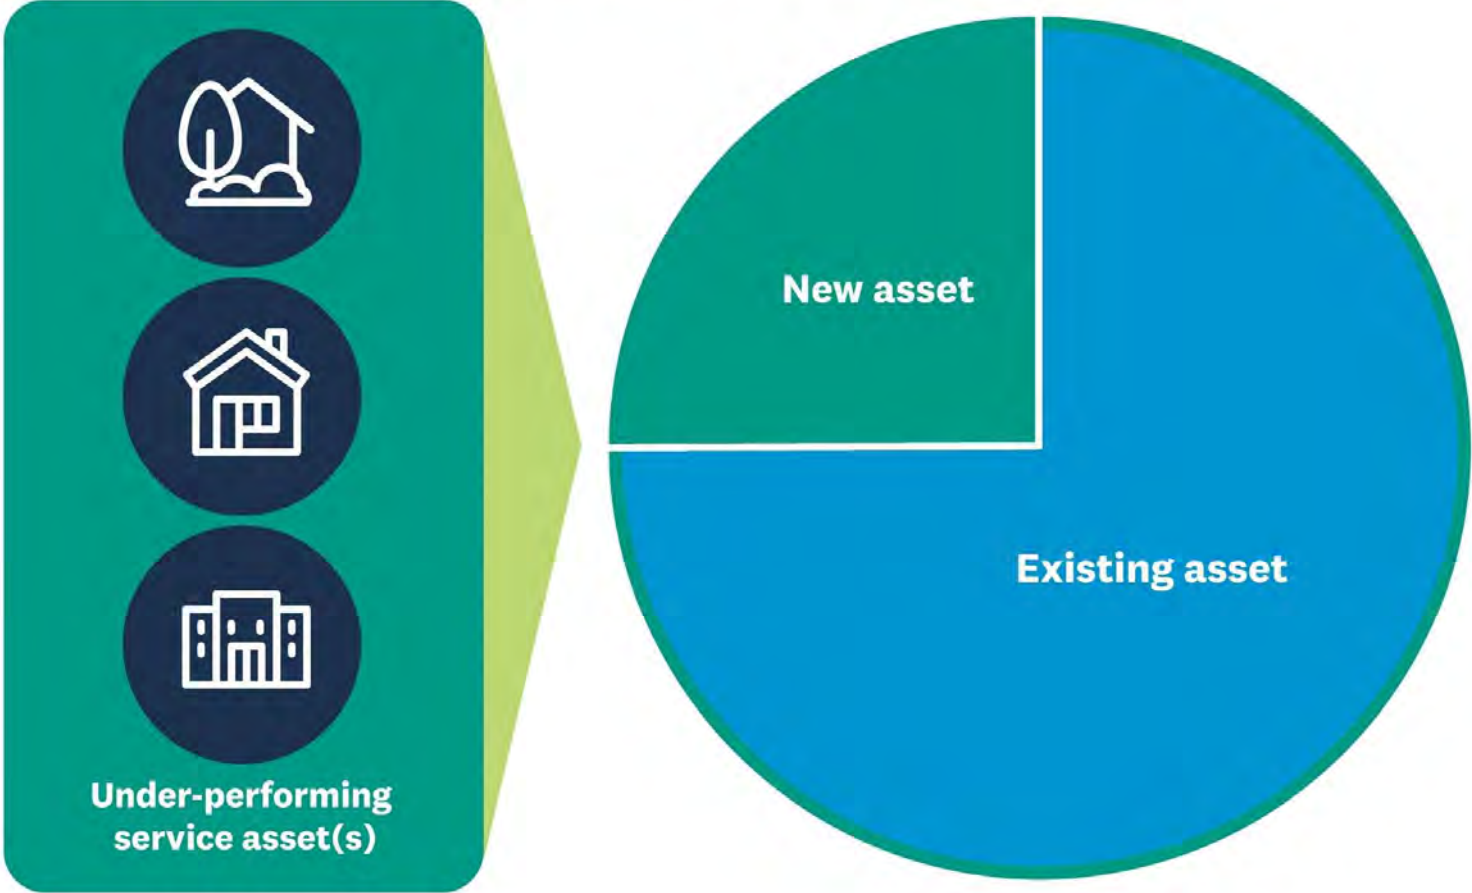 New asset
Existing asset
Under-performing
service asset(s)